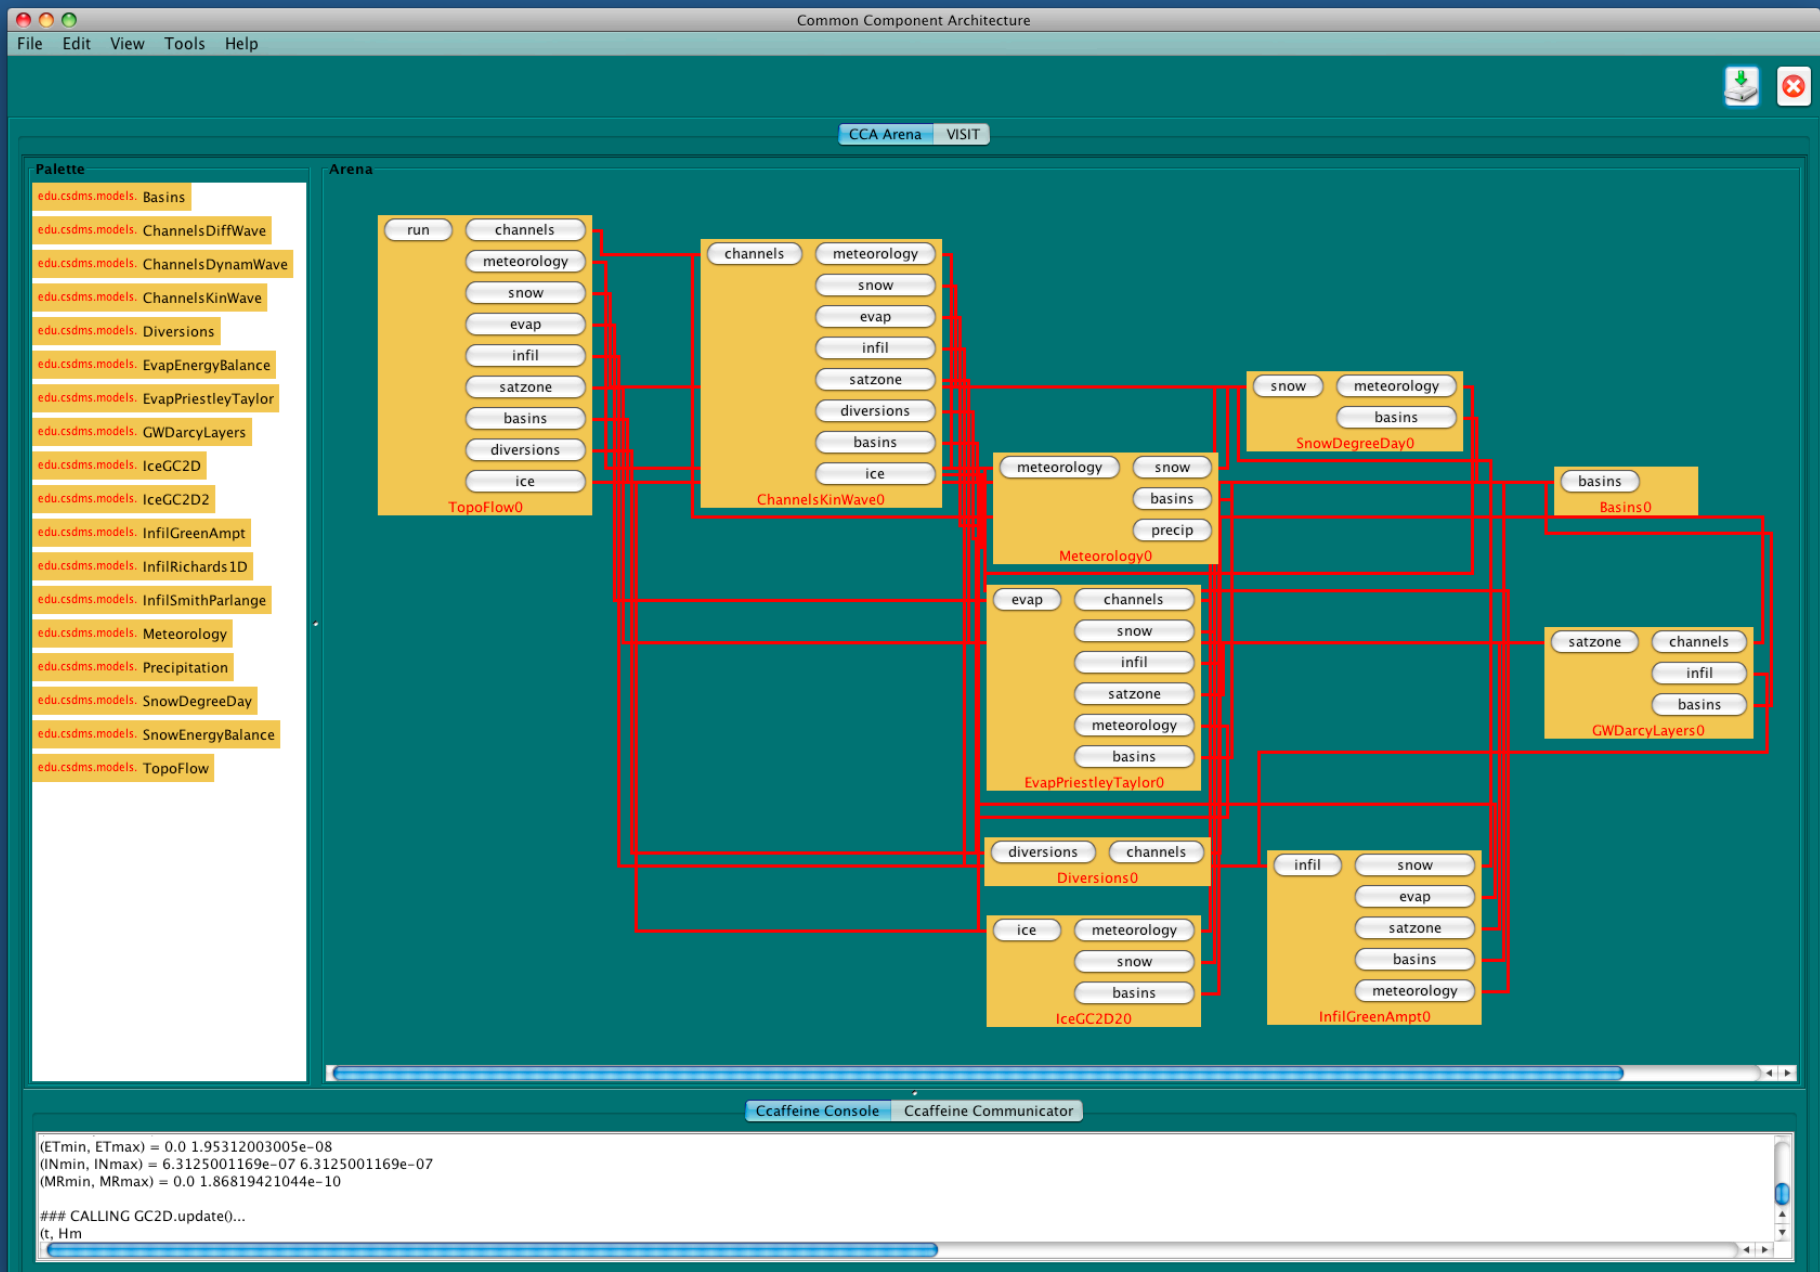 Common Component Architecture
File Edit View Tools Help
CCA Arena VISIT
Palette
edu.csdms.models. Basins
edu.csdms.models. ChannelsDiffWave
edu.csdms.models. ChannelsDynamWave
edu.csdms.models. ChannelsKinWave
edu.csdms.models. Diversions
edu.csdms.models. EvapEnergyBalance
edu.csdms.models. EvapPriestleyTaylor
edu.csdms.models. GWDarcyLayers
edu.csdms.models. IceGC2D
edu.csdms.models. IceGC2D2
edu.csdms.models. InfilGreenAmpt
edu.csdms.models. InfilRichards1D
edu.csdms.models. InfilSmithParlange
edu.csdms.models. Meteorology
edu.csdms.models. Precipitation
edu.csdms.models. SnowDegreeDay
edu.csdms.models. SnowEnergyBalance
edu.csdms.models. TopoFlow
Arena
run channels
meteorology
snow
evap
infil
satzone
basins
diversions
ice
TopoFlow0
channels meteorology
snow
evap
infil
satzone
diversions
basins
ice
ChannelsKinWave0
meteorology snow
basins
precip
Meteorology0
evap channels
snow
infil
satzone
meteorology
basins
EvapPriestleyTaylor0
diversions channels
Diversions0
ice meteorology
snow
basins
IceGC2D20
snow meteorology
basins
SnowDegreeDay0
basins
Basins0
satzone channels
infil
basins
GWDarcyLayers0
infil snow
evap
satzone
basins
meteorology
InfilGreenAmpt0
Ccaffeine Console Ccaffeine Communicator
(ETmin, ETmax) = 0.0 1.95312003005e-08
(INmin, INmax) = 6.3125001169e-07 6.3125001169e-07
(MRmin, MRmax) = 0.0 1.86819421044e-10
### CALLING GC2D.update()...
(t, Hm